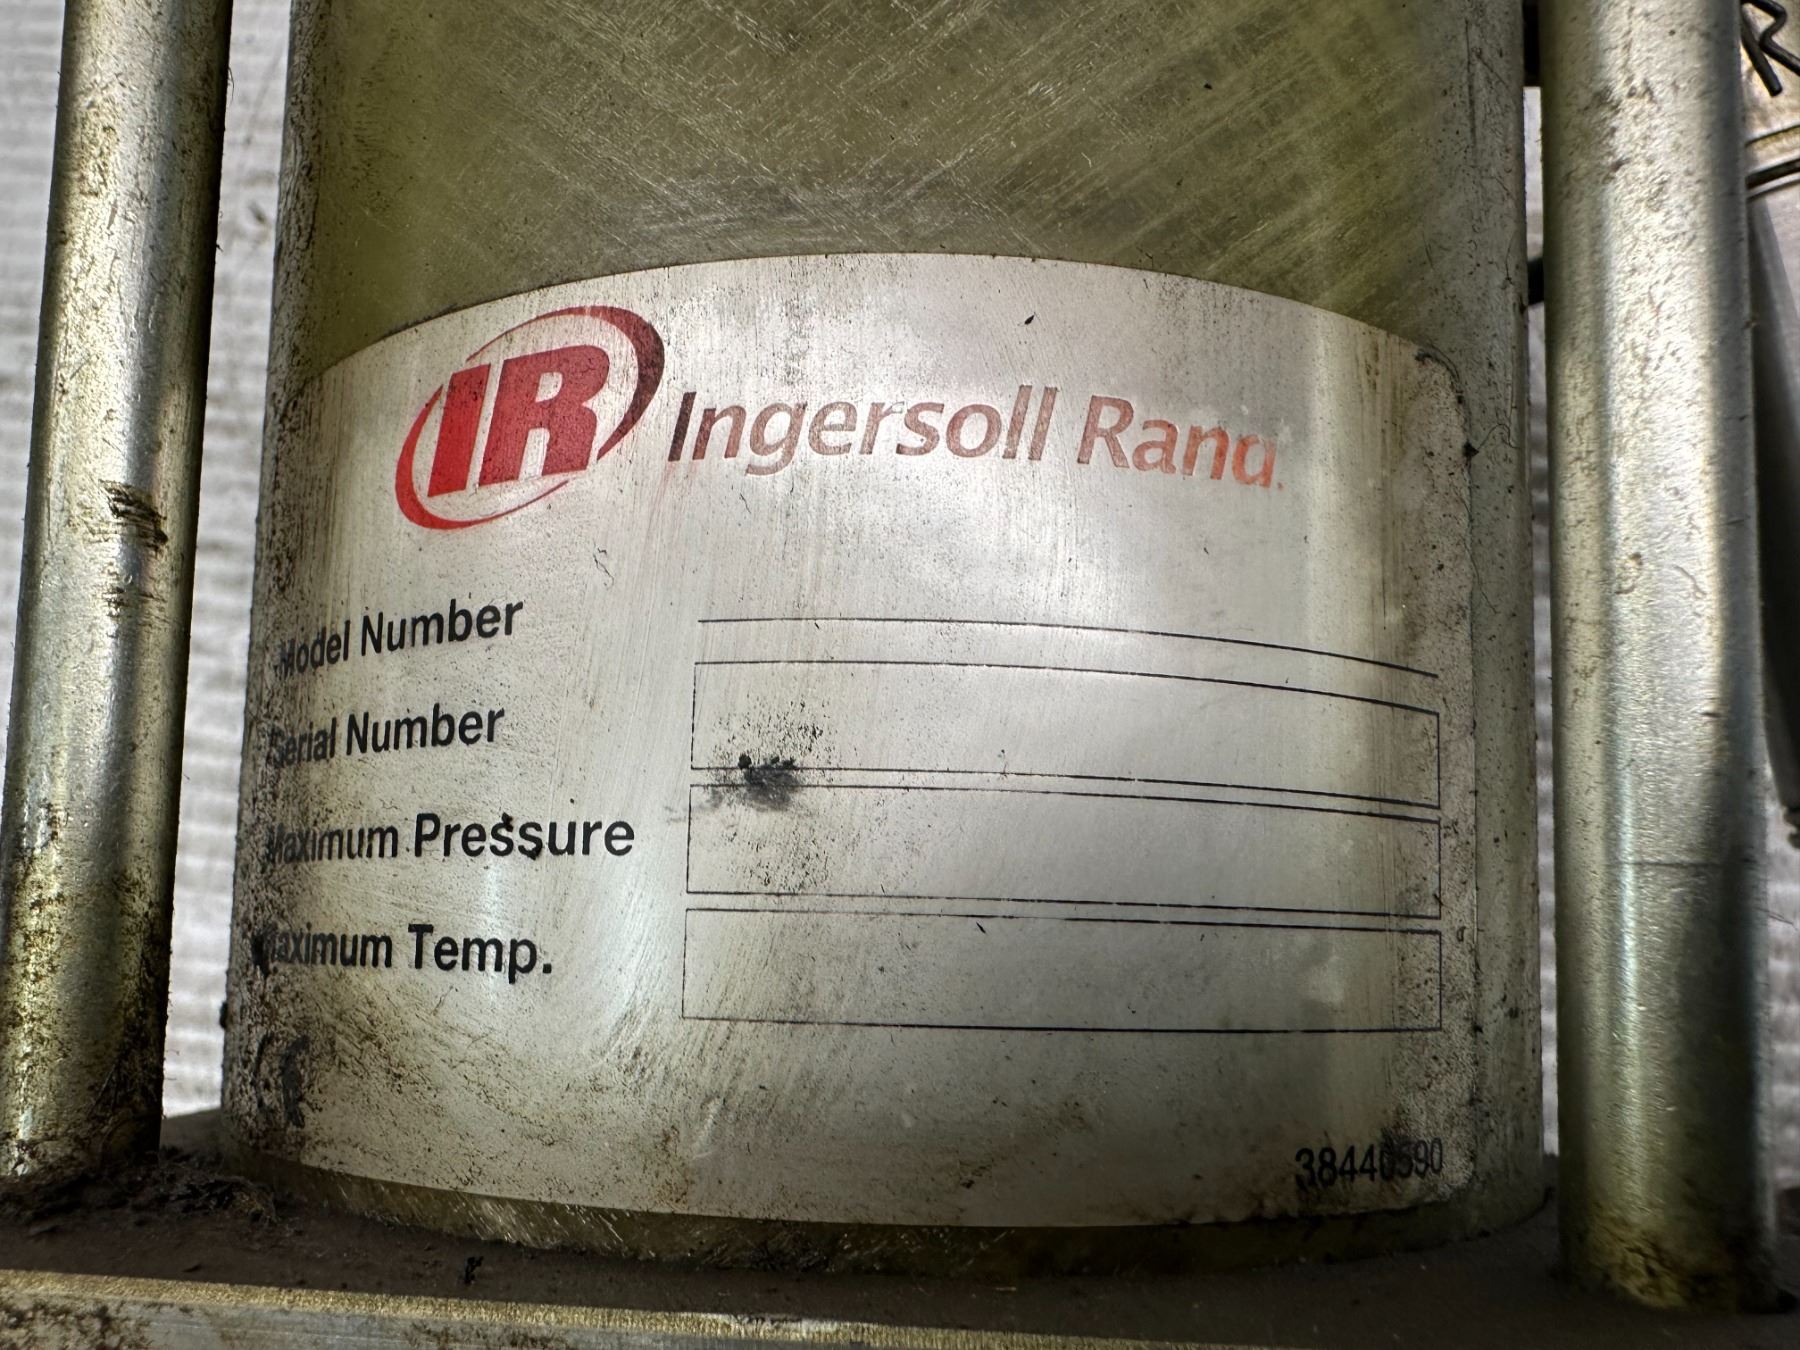 IR Ingersoll Rand
Model Number
Serial Number
Maximum Pressure
Maximum Temp.
38440590